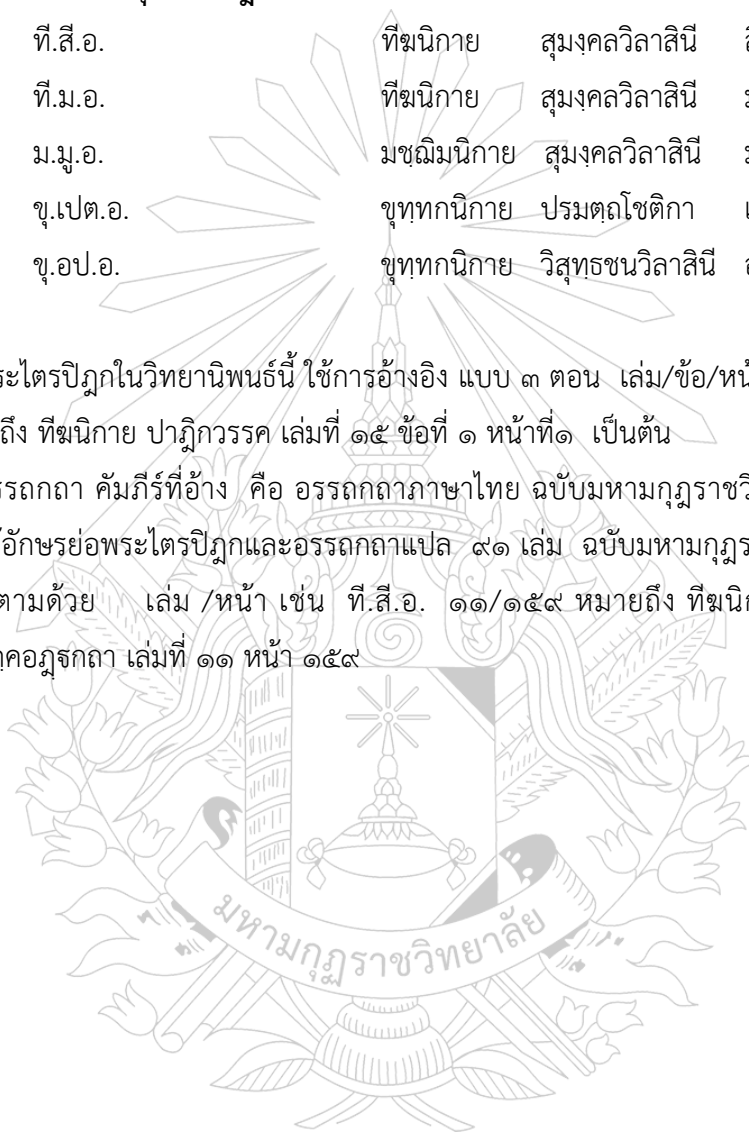 ที.สี.อ. ทีฆนิกาย สุมงฺคลวิลาสินี
ที.ม.อ. ทีฆนิกาย สุมงฺคลวิลาสินี
ม.มู.อ. มชฺฌิมนิกาย สุมงฺคลวิลาสินี
ขุ.เปต.อ. ขุทฺทกนิกาย ปรมตฺถโชติกา
ขุ.อป.อ. ขุทฺทกนิกาย วิสุทฺธชนวิลาสินี
ระไตรปิฎกในวิทยานิพนธ์นี้ ใช้การอ้างอิง แบบ ๓ ตอน เล่ม/ข้อ/หน้
ถึง ทีฆนิกาย ปาฎิกวรรค เล่มที่ ๑๕ ข้อที่ ๑ หน้าที่๑ เป็นต้น
รรถกถา คัมภีร์ที่อ้าง คือ อรรถกถาภาษาไทย ฉบับมหามกุฎราชวิ
อักษรย่อพระไตรปิฎกและอรรถกถาแปล ๙๑ เล่ม ฉบับมหามกุฎร
ตามด้วย เล่ม /หน้า เช่น ที.สี.อ. ๑๑/๑๕๙ หมายถึง ทีฆนิก
คอฎฺฐกถา เล่มที่ ๑๑ หน้า ๑๕๙
มหามกุฏราชวิทยาลัย